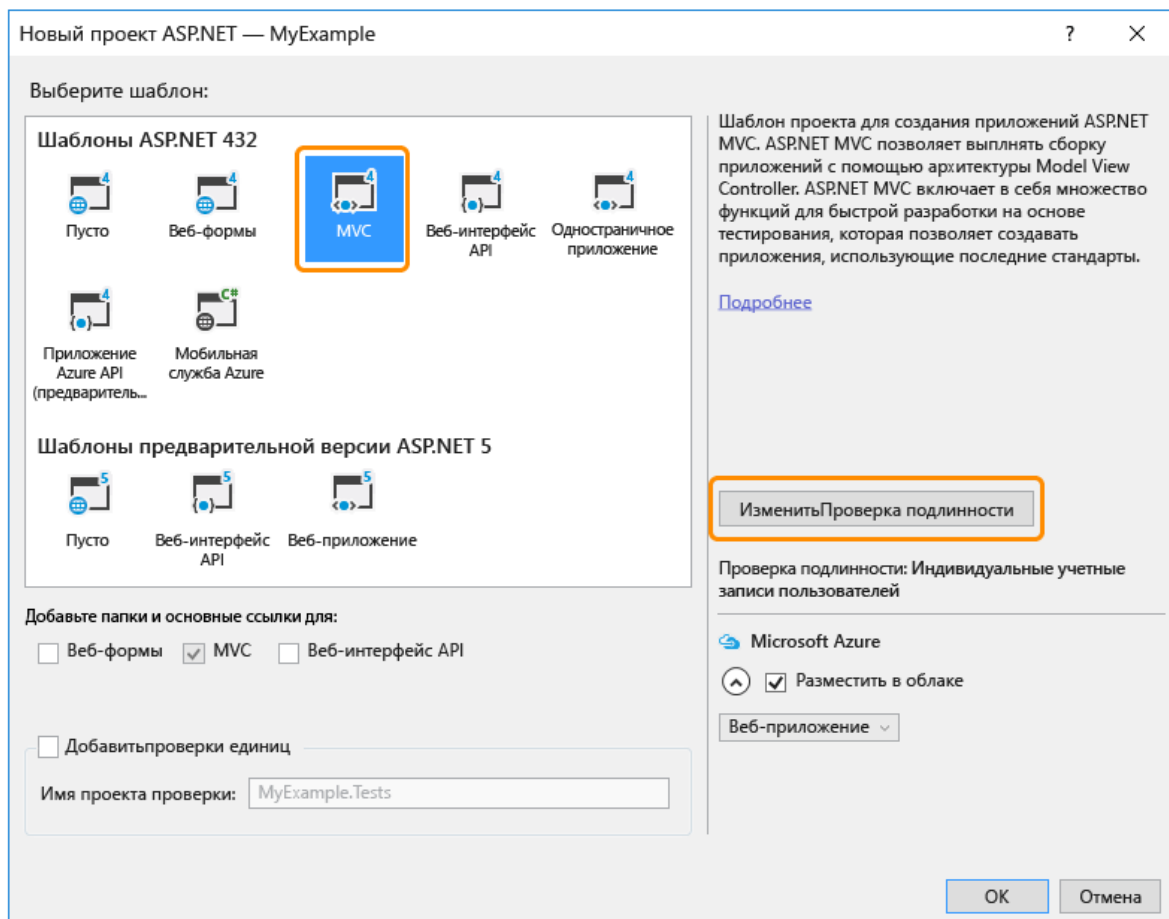 Новый проект ASP.NET — MyExample
?
Выберите шаблон:
Шаблоны ASP.NET 432
4
Пусто
4
Веб-формы
4
MVC
4
Веб-интерфейс
API
4
Одностраничное
приложение
4
Приложение
Azure API
(предваритель...
C#
Мобильная
служба Azure
Шаблоны предварительной версии ASP.NET 5
5
Пусто
5
Веб-интерфейс
API
5
Веб-приложение
Добавьте папки и основные ссылки для:
Веб-формы
MVC
Веб-интерфейс API
Добавитьпроверки единиц
Имя проекта проверки:
MyExample.Tests
Шаблон проекта для создания приложений ASP.NET
MVC. ASP.NET MVC позволяет выплнять сборку
приложений с помощью архитектуры Model View
Controller. ASP.NET MVC включает в себя множество
функций для быстрой разработки на основе
тестирования, которая позволяет создавать
приложения, использующие последние стандарты.
Подробнее
ИзменитьПроверка подлинности
Проверка подлинности: Индивидуальные учетные
записи пользователей
Microsoft Azure
Разместить в облаке
Веб-приложение
ОК
Отмена